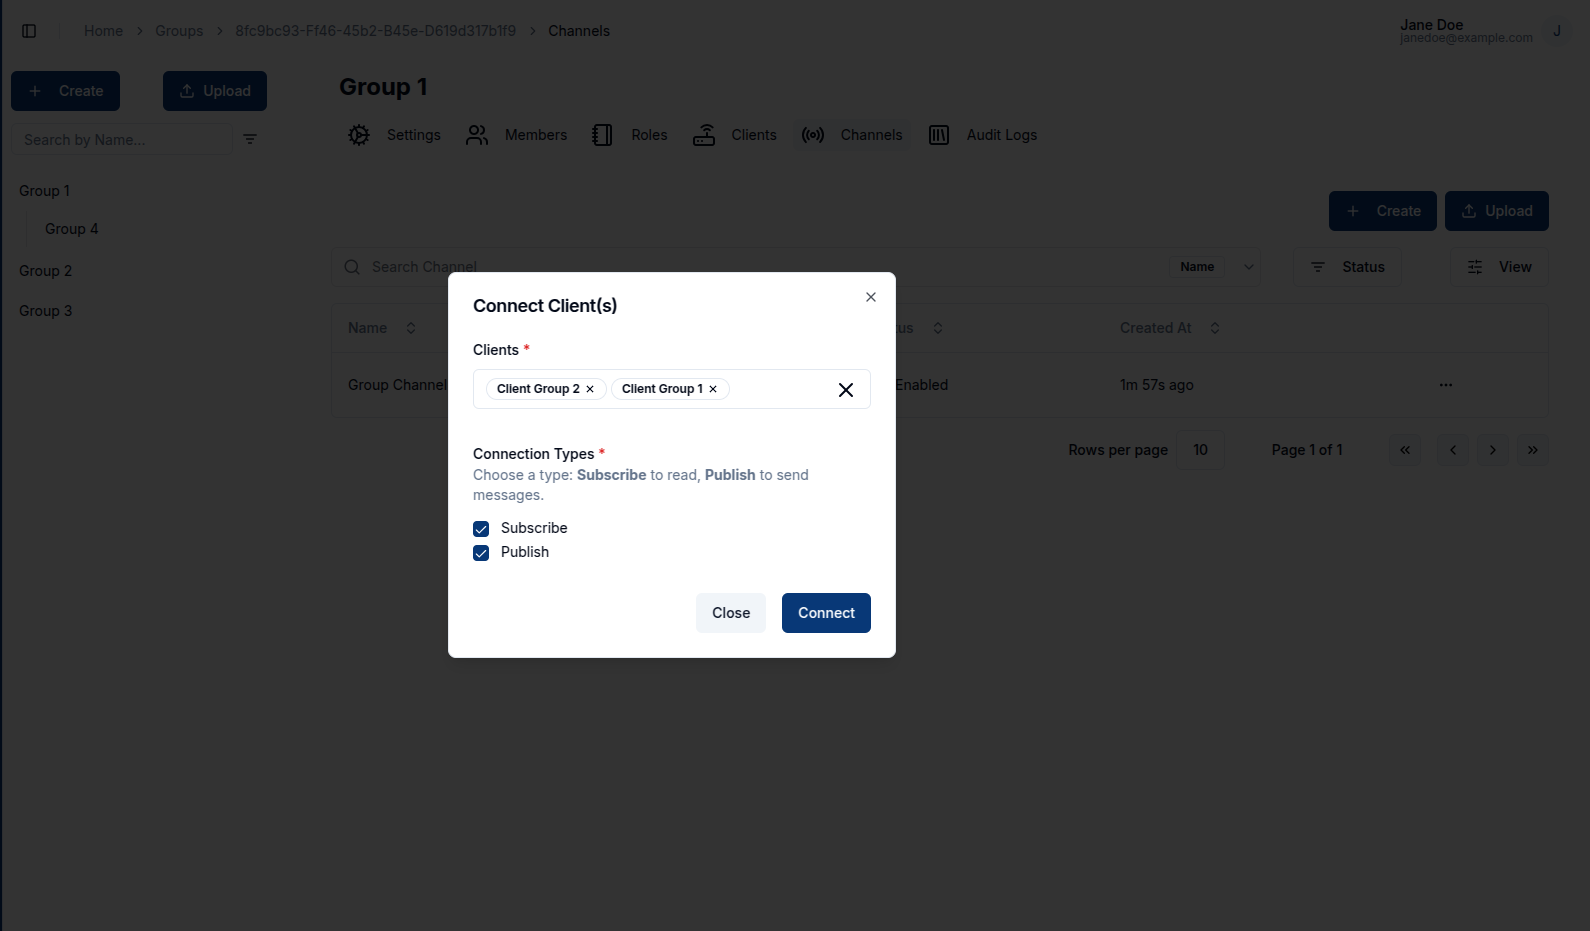 Home > Groups > 8fc9bc93-Ff46-45b2-B45e-D619d317b1f9 > Channels
Jane Doe
janedoe@example.com
J
Create
Upload
Search by Name...
Group 1
Group 4
Group 2
Group 3
Group 1
Settings
Members
Roles
Clients
Channels
Audit Logs
Create
Upload
Search Channel
Name
Status
View
Name
tus
Created At
Group Channel
Enabled
1m 57s ago
Rows per page
10
Page 1 of 1
Connect Client(s)
Clients *
Client Group 2
Client Group 1
Connection Types *
Choose a type: Subscribe to read, Publish to send
messages.
Subscribe
Publish
Close
Connect